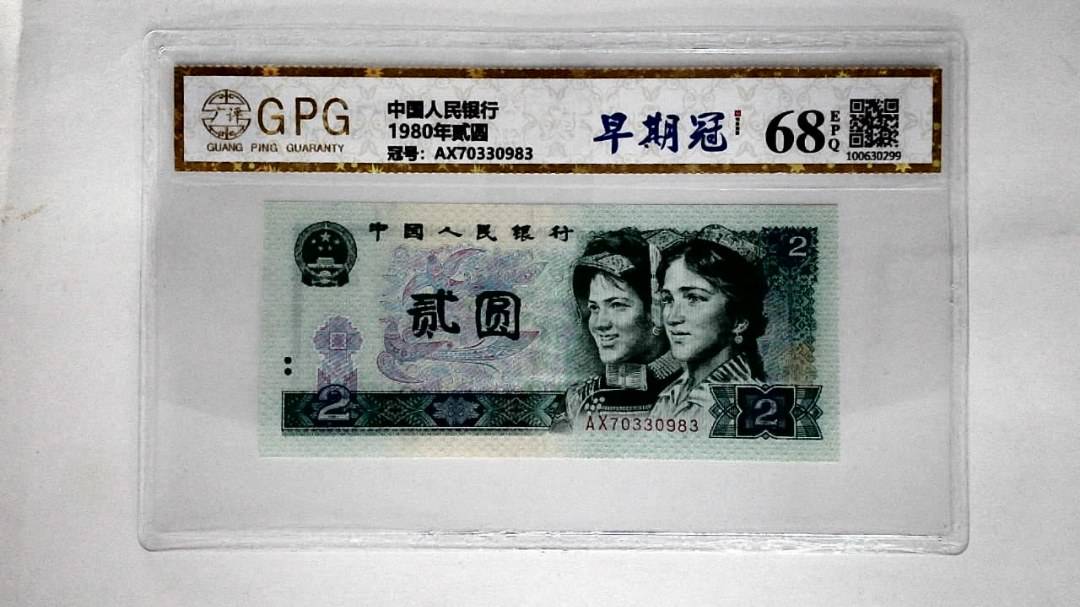 广评
GPG
GUANG PING GUARANTY
中国人民银行
1980年贰圆
冠号：AX70330983
早期冠
68
EPQ
100630299
中国人民银行
2
贰圆
2
AX70330983
2